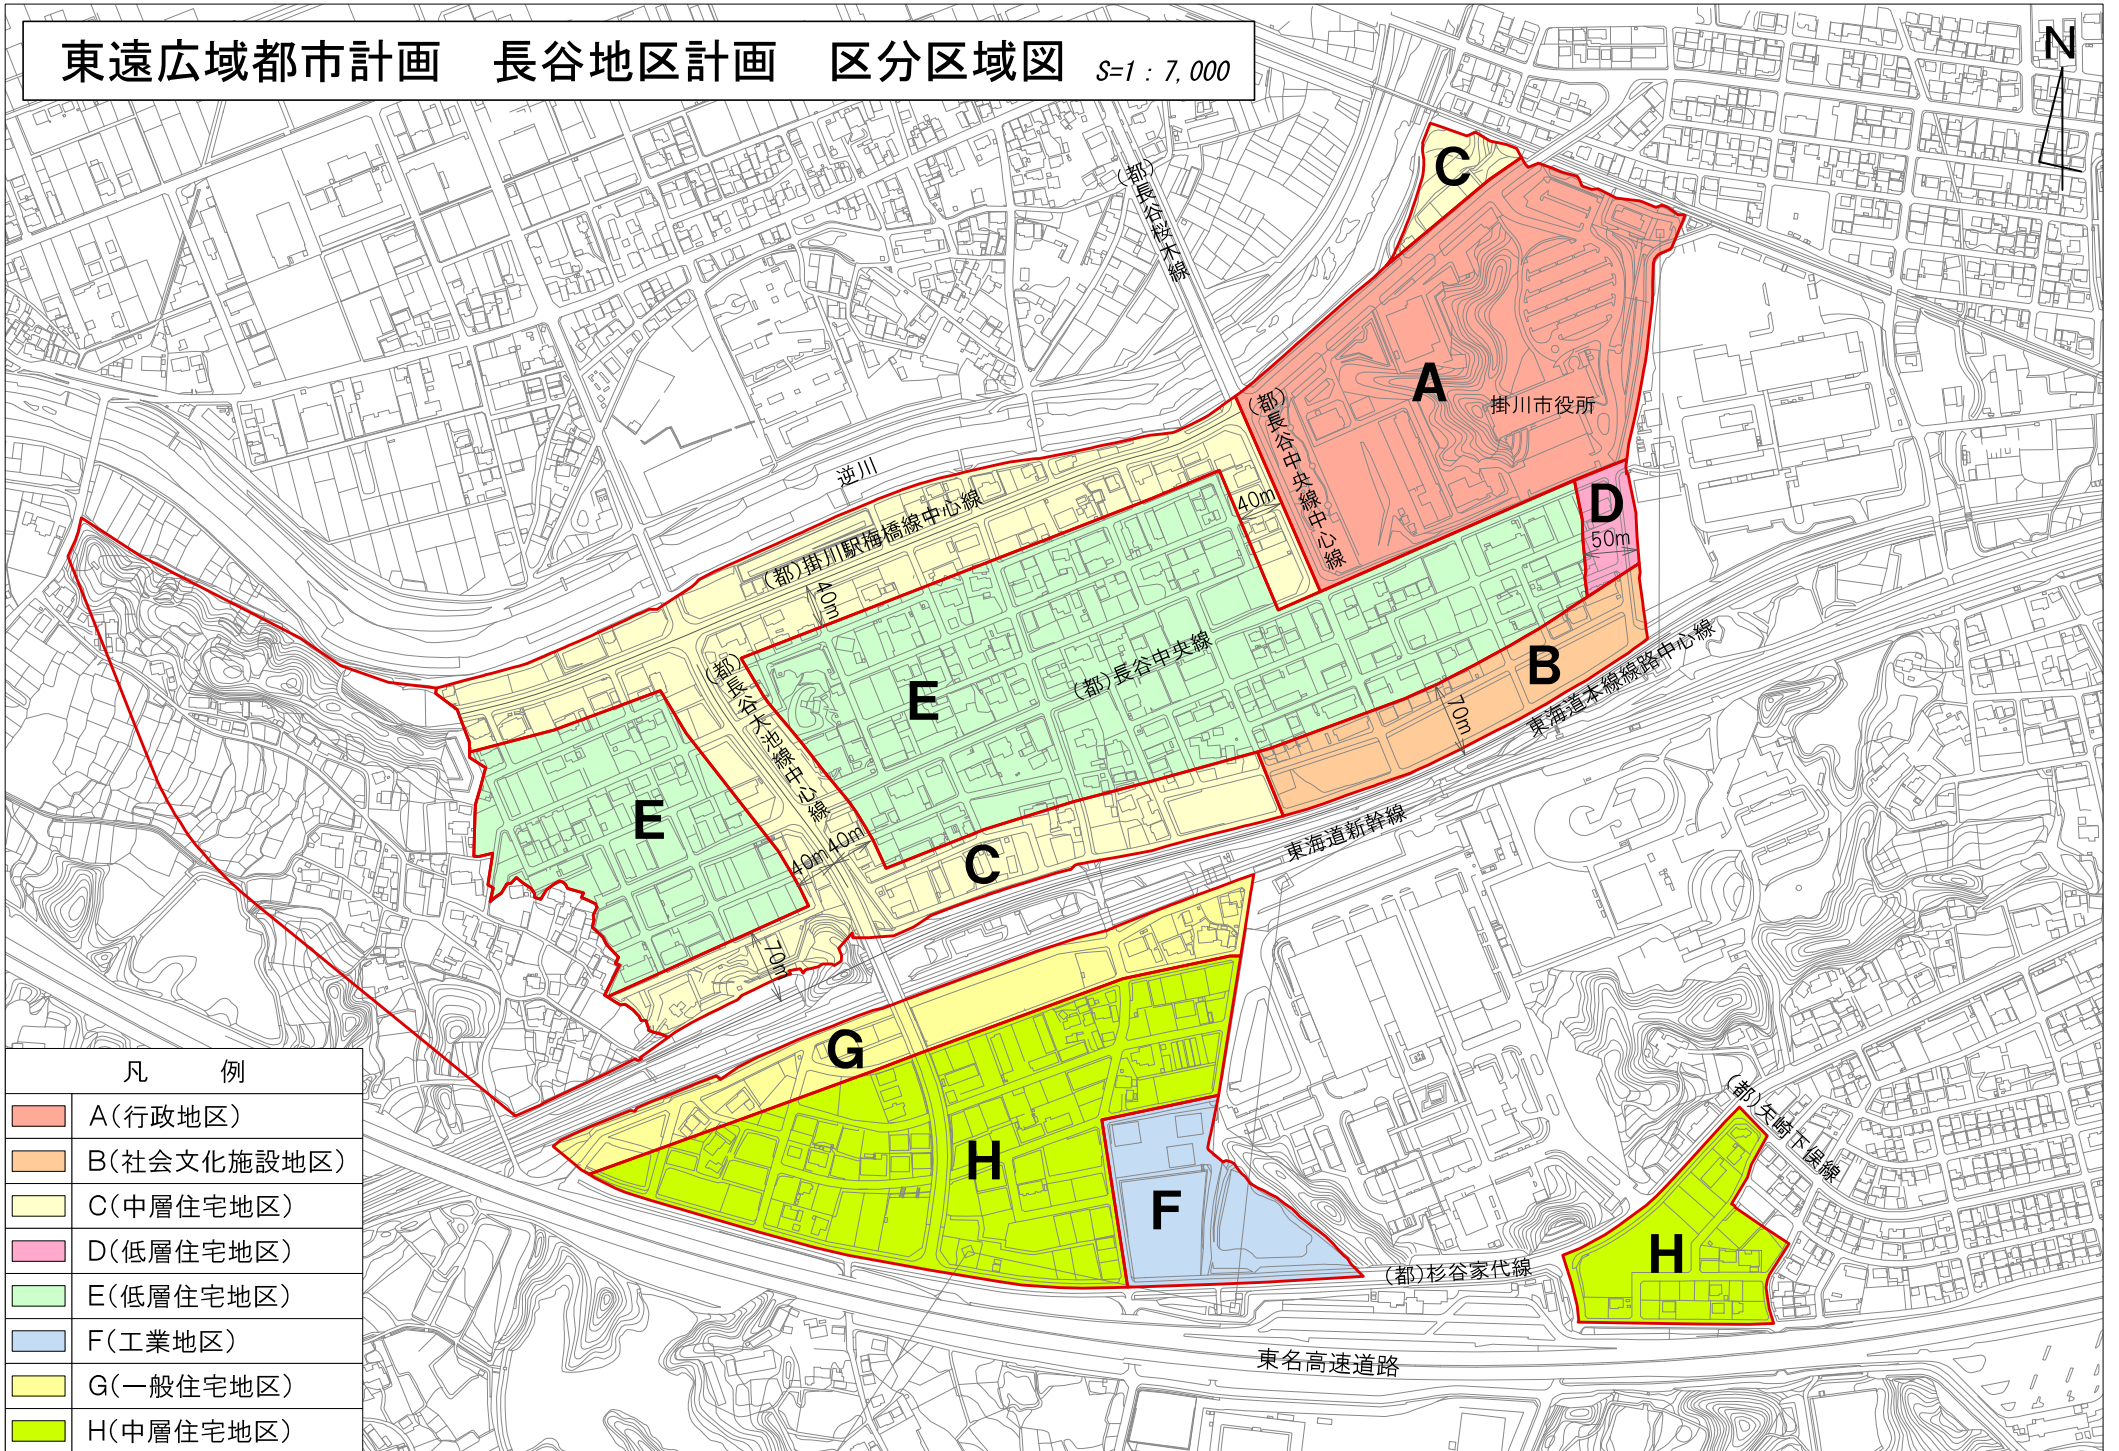 東遠広域都市計画　長谷地区計画　区分区域図 S=1：7,000
N
(都)長谷桜木線
C
A
掛川市役所
(都)長谷中央線中心線
逆川
(都)掛川駅梅橋線中心線
40m
40m
D
50m
E
(都)長谷中央線
B
70m
東海道本線線路中心線
(都)長谷大池線中心線
E
40m
40m
C
東海道新幹線
70m
G
H
F
(都)矢崎下俣線
H
(都)杉谷家代線
東名高速道路
凡　例
A(行政地区)
B(社会文化施設地区)
C(中層住宅地区)
D(低層住宅地区)
E(低層住宅地区)
F(工業地区)
G(一般住宅地区)
H(中層住宅地区)